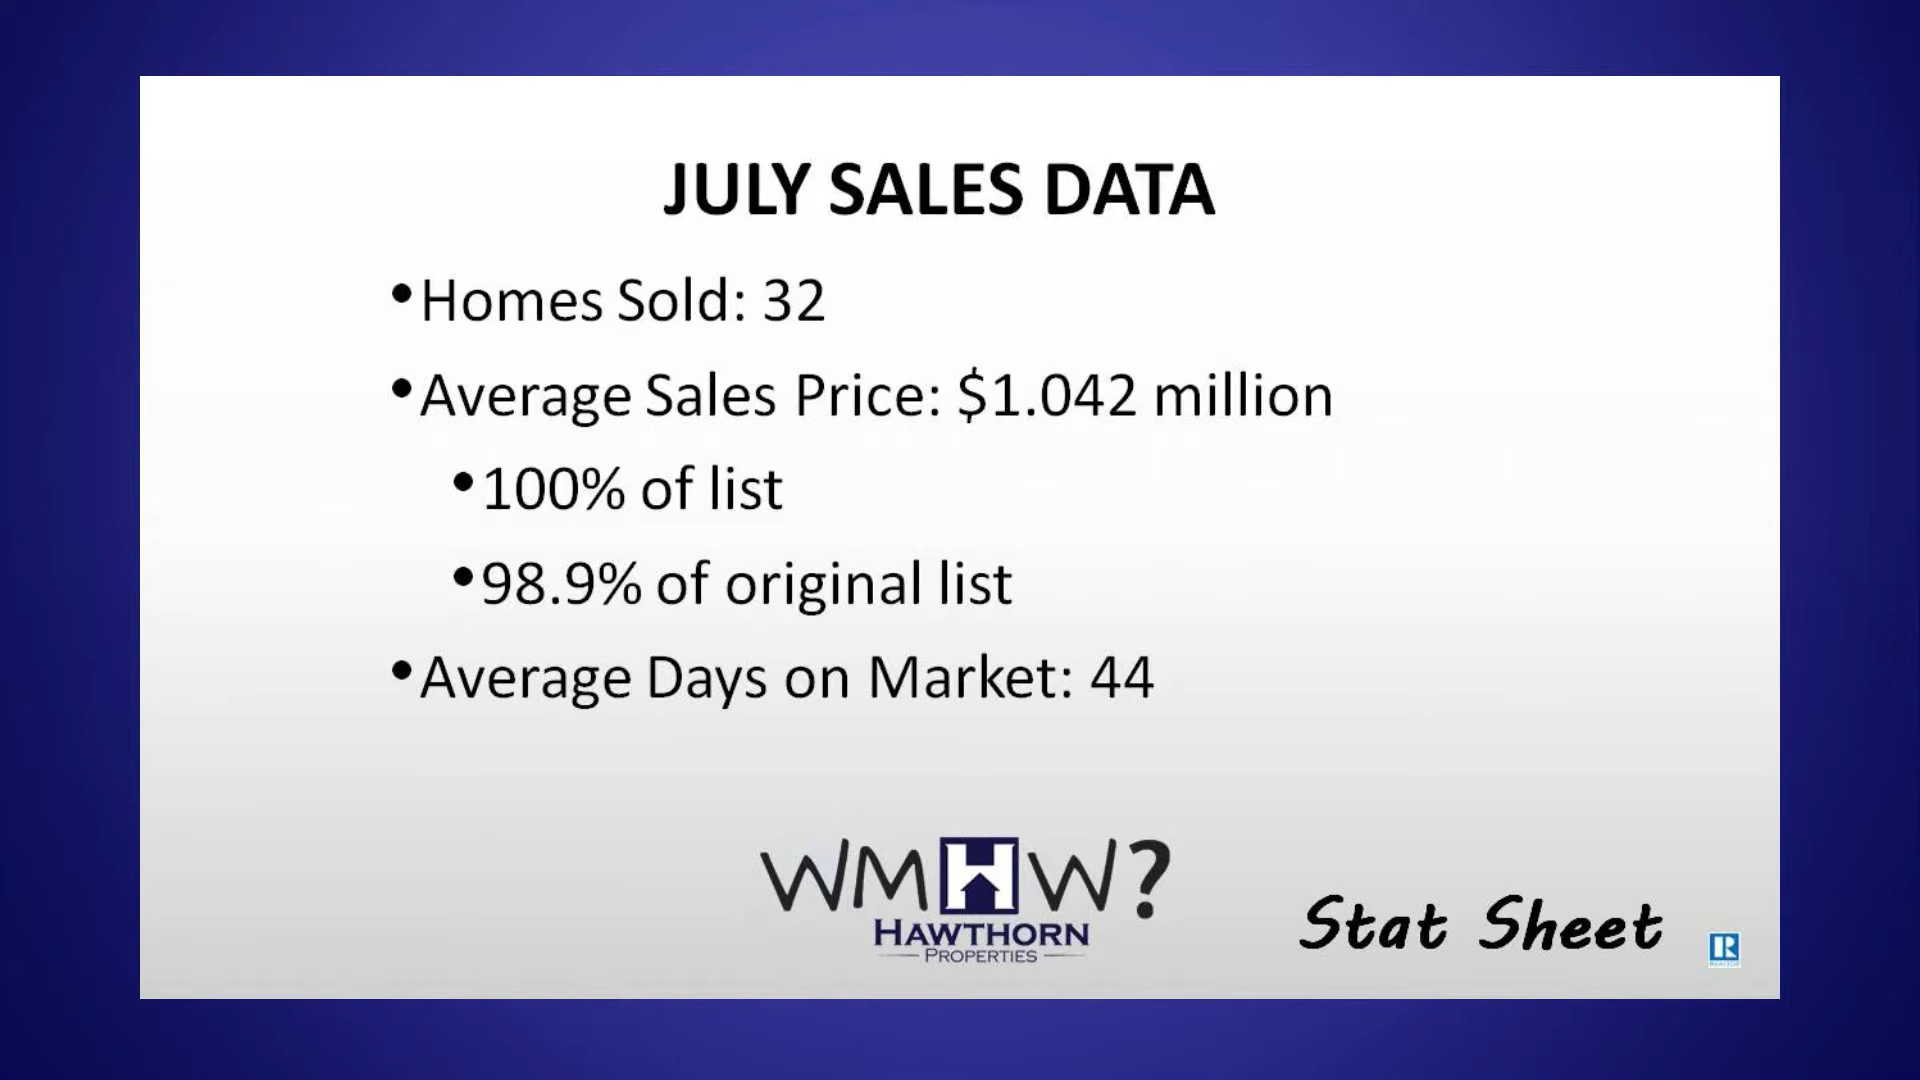 JULY SALES DATA
•Homes Sold: 32
•Average Sales Price: $1.042 million
•100% of list
•98.9% of original list
•Average Days on Market: 44
WMHW?
HAWTHORN
PROPERTIES
Stat Sheet